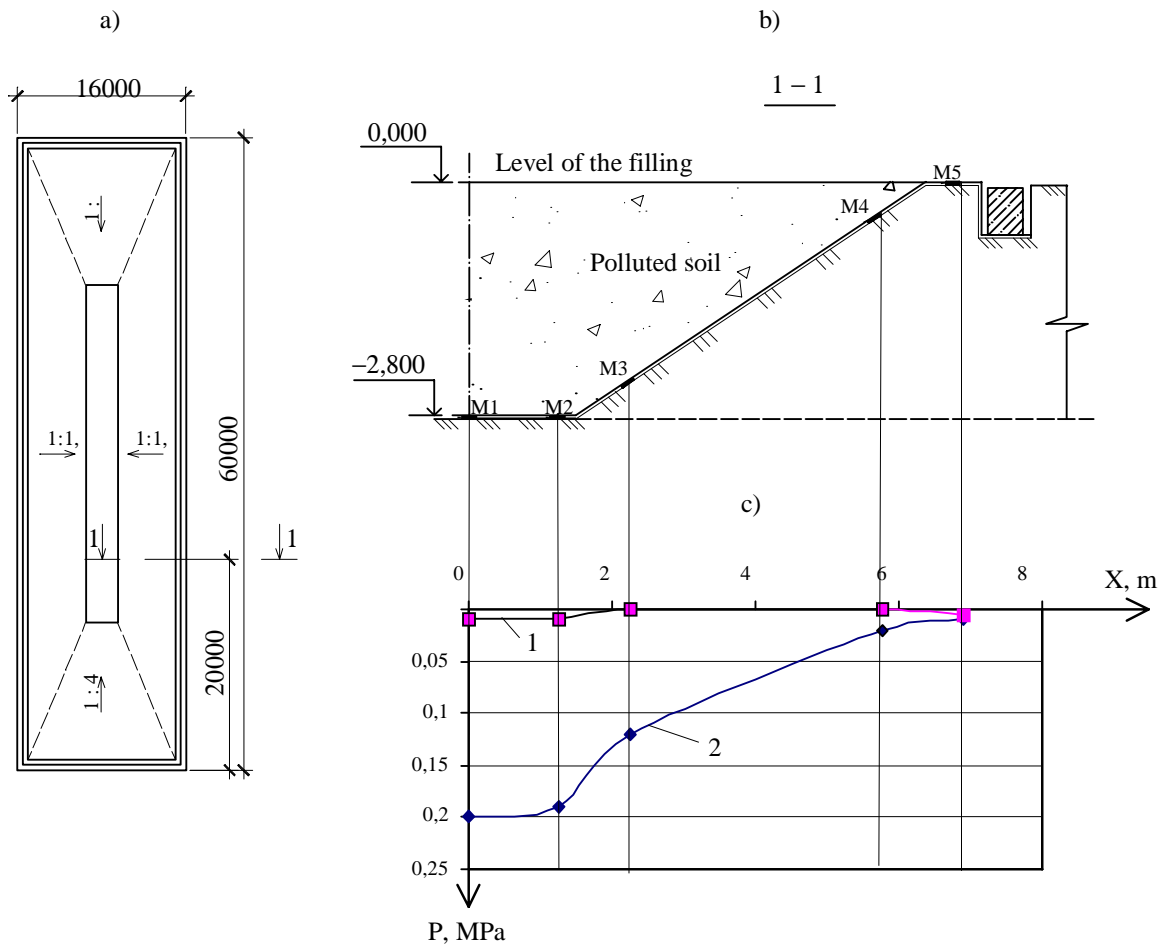 a)
16000
1:
1:1,
1:1,
60000
1
1
20000
1 : 4
b)
1 – 1
0,000
Level of the filling
M5
M4
Polluted soil
M3
–2,800
M1
M2
c)
0
2
4
6
8
X, m
1
0,05
0,1
2
0,15
0,2
0,25
P, MPa